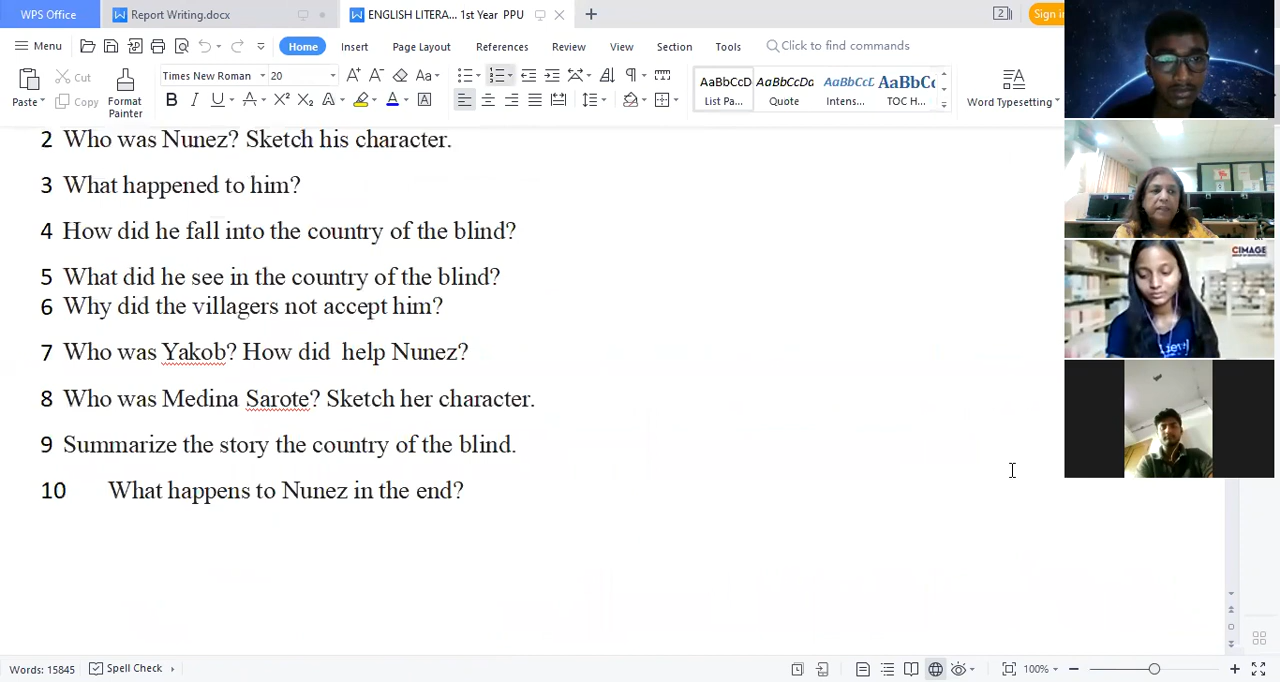 WPS Office
Report Writing.docx
ENGLISH LITERA... 1st Year PPU
2
Sign in
Menu
Home
Insert
Page Layout
References
Review
View
Section
Tools
Click to find commands
Paste
Cut
Copy
Format
Painter
Times New Roman
20
AaBbCcD
List Pa...
AaBbCcDa
Quote
AaBbCcD
Intens...
AaBbCc
TOC H...
Word Typesetting
CIMAGE
2 Who was Nunez? Sketch his character.
3 What happened to him?
4 How did he fall into the country of the blind?
5 What did he see in the country of the blind?
6 Why did the villagers not accept him?
7 Who was Yakob? How did  help Nunez?
8 Who was Medina Sarote? Sketch her character.
9 Summarize the story the country of the blind.
10 What happens to Nunez in the end?
Words: 15845
Spell Check
100%